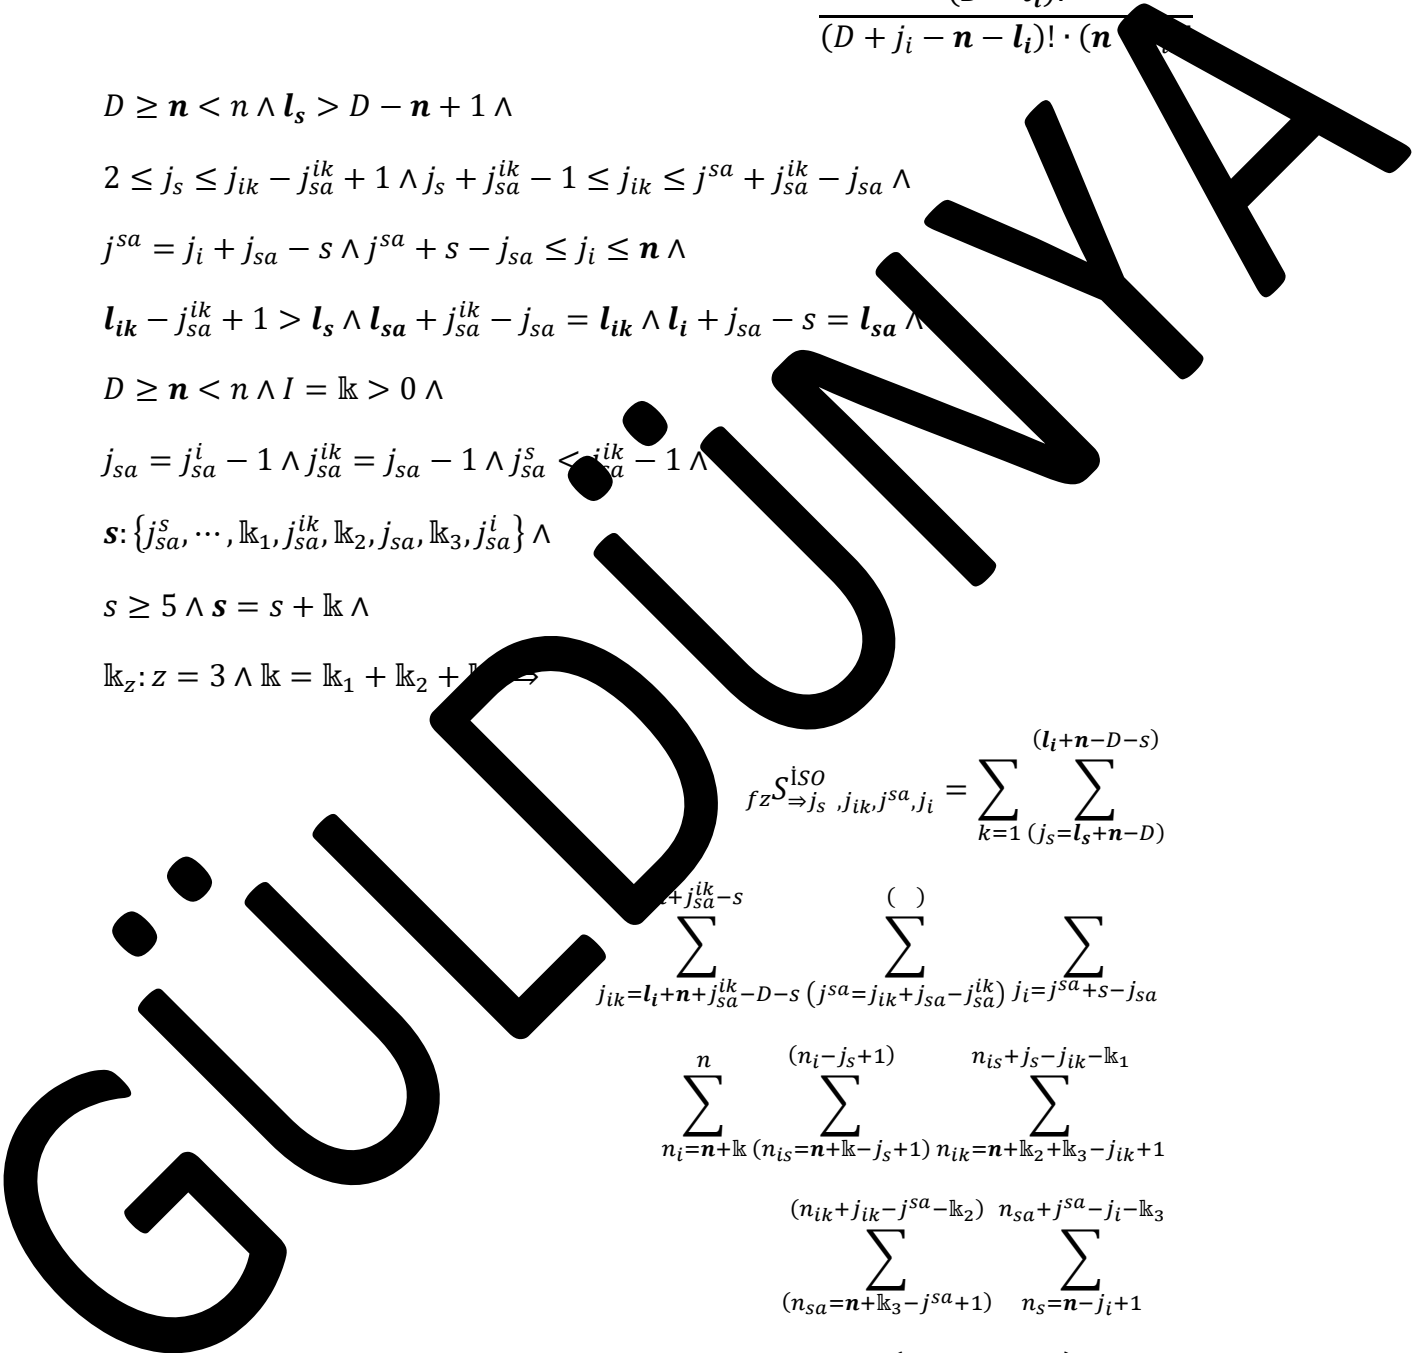 (D + j_i − n − l_i)! · (n
D ≥ n < n ∧ l_s > D − n + 1 ∧
2 ≤ j_s ≤ j_ik − j_sa^ik + 1 ∧ j_s + j_sa^ik − 1 ≤ j_ik ≤ j^sa + j_sa^ik − j_sa ∧
j^sa = j_i + j_sa − s ∧ j^sa + s − j_sa ≤ j_i ≤ n ∧
l_ik − j_sa^ik + 1 > l_s ∧ l_sa + j_sa^ik − j_sa = l_ik ∧ l_i + j_sa − s = l_sa ∧
D ≥ n < n ∧ I = 𝕜 > 0 ∧
j_sa = j_sa^i − 1 ∧ j_sa^ik = j_sa − 1 ∧ j_sa^s < j_sa^ik − 1 ∧
s: {j_sa^s, ⋯ , 𝕜_1, j_sa^ik, 𝕜_2, j_sa, 𝕜_3, j_sa^i} ∧
s ≥ 5 ∧ s = s + 𝕜 ∧
𝕜_z: z = 3 ∧ 𝕜 = 𝕜_1 + 𝕜_2 + ⇒
(l_i+n−D−s)
fzS^İSO_⇒j_s ,j_ik,j^sa,j_i = ∑ ∑
k=1 (j_s=l_s+n−D)
+j_sa^ik−s ( )
∑ ∑ ∑
j_ik=l_i+n+j_sa^ik−D−s (j^sa=j_ik+j_sa−j_sa^ik) j_i=j^sa+s−j_sa
n (n_i−j_s+1) n_is+j_s−j_ik−𝕜_1
∑ ∑ ∑
n_i=n+𝕜 (n_is=n+𝕜−j_s+1) n_ik=n+𝕜_2+𝕜_3−j_ik+1
(n_ik+j_ik−j^sa−𝕜_2) n_sa+j^sa−j_i−𝕜_3
∑ ∑
(n_sa=n+𝕜_3−j^sa+1) n_s=n−j_i+1
GÜLDÜNYA